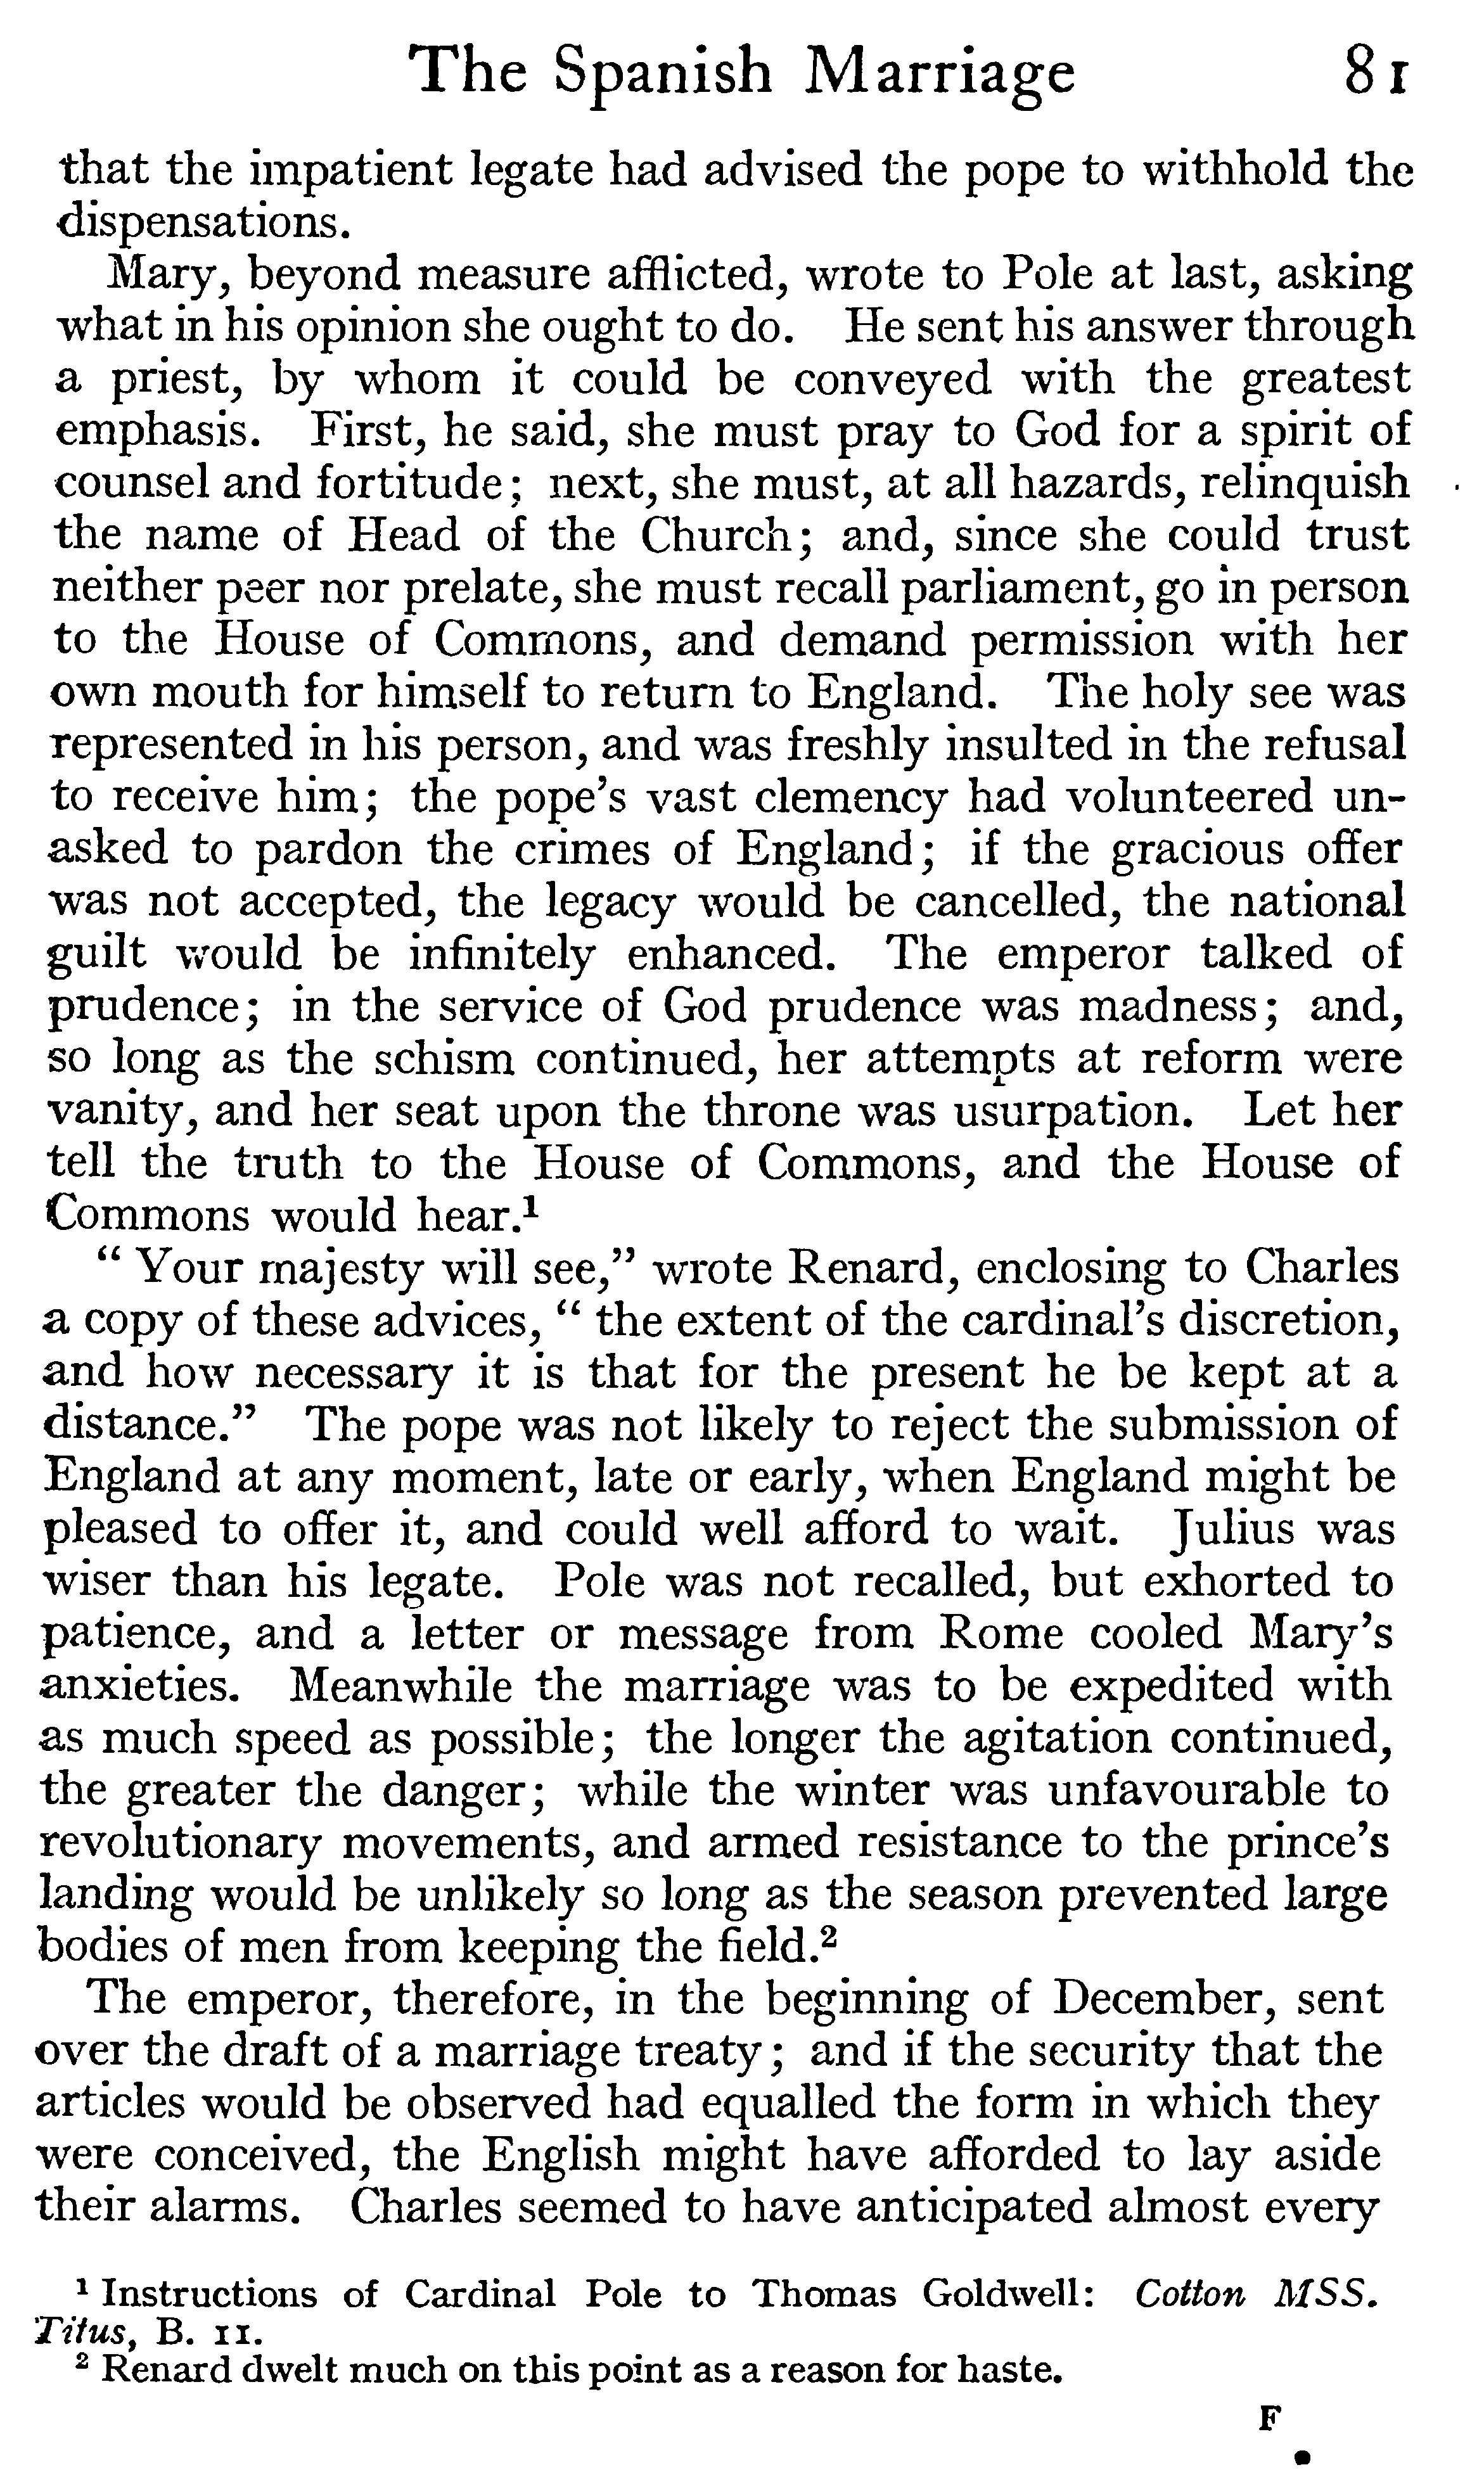 The Spanish Marriage 81
that the impatient legate had advised the pope to withhold the
dispensations.
Mary, beyond measure afflicted, wrote to Pole at last, asking
what in his opinion she ought to do. He sent his answer through
a priest, by whom it could be conveyed with the greatest
emphasis. First, he said, she must pray to God for a spirit of
counsel and fortitude; next, she must, at all hazards, relinquish
the name of Head of the Church; and, since she could trust
neither peer nor prelate, she must recall parliament, go in person
to the House of Commons, and demand permission with her
own mouth for himself to return to England. The holy see was
represented in his person, and was freshly insulted in the refusal
to receive him; the pope's vast clemency had volunteered un-
asked to pardon the crimes of England; if the gracious offer
was not accepted, the legacy would be cancelled, the national
guilt would be infinitely enhanced. The emperor talked of
prudence; in the service of God prudence was madness; and,
so long as the schism continued, her attempts at reform were
vanity, and her seat upon the throne was usurpation. Let her
tell the truth to the House of Commons, and the House of
Commons would hear.¹
" Your majesty will see," wrote Renard, enclosing to Charles
a copy of these advices, " the extent of the cardinal's discretion,
and how necessary it is that for the present he be kept at a
distance." The pope was not likely to reject the submission of
England at any moment, late or early, when England might be
pleased to offer it, and could well afford to wait. Julius was
wiser than his legate. Pole was not recalled, but exhorted to
patience, and a letter or message from Rome cooled Mary's
anxieties. Meanwhile the marriage was to be expedited with
as much speed as possible; the longer the agitation continued,
the greater the danger; while the winter was unfavourable to
revolutionary movements, and armed resistance to the prince's
landing would be unlikely so long as the season prevented large
bodies of men from keeping the field.²
The emperor, therefore, in the beginning of December, sent
over the draft of a marriage treaty; and if the security that the
articles would be observed had equalled the form in which they
were conceived, the English might have afforded to lay aside
their alarms. Charles seemed to have anticipated almost every
¹ Instructions of Cardinal Pole to Thomas Goldwell: Cotton MSS.
Titus, B. 11.
² Renard dwelt much on this point as a reason for haste.
F